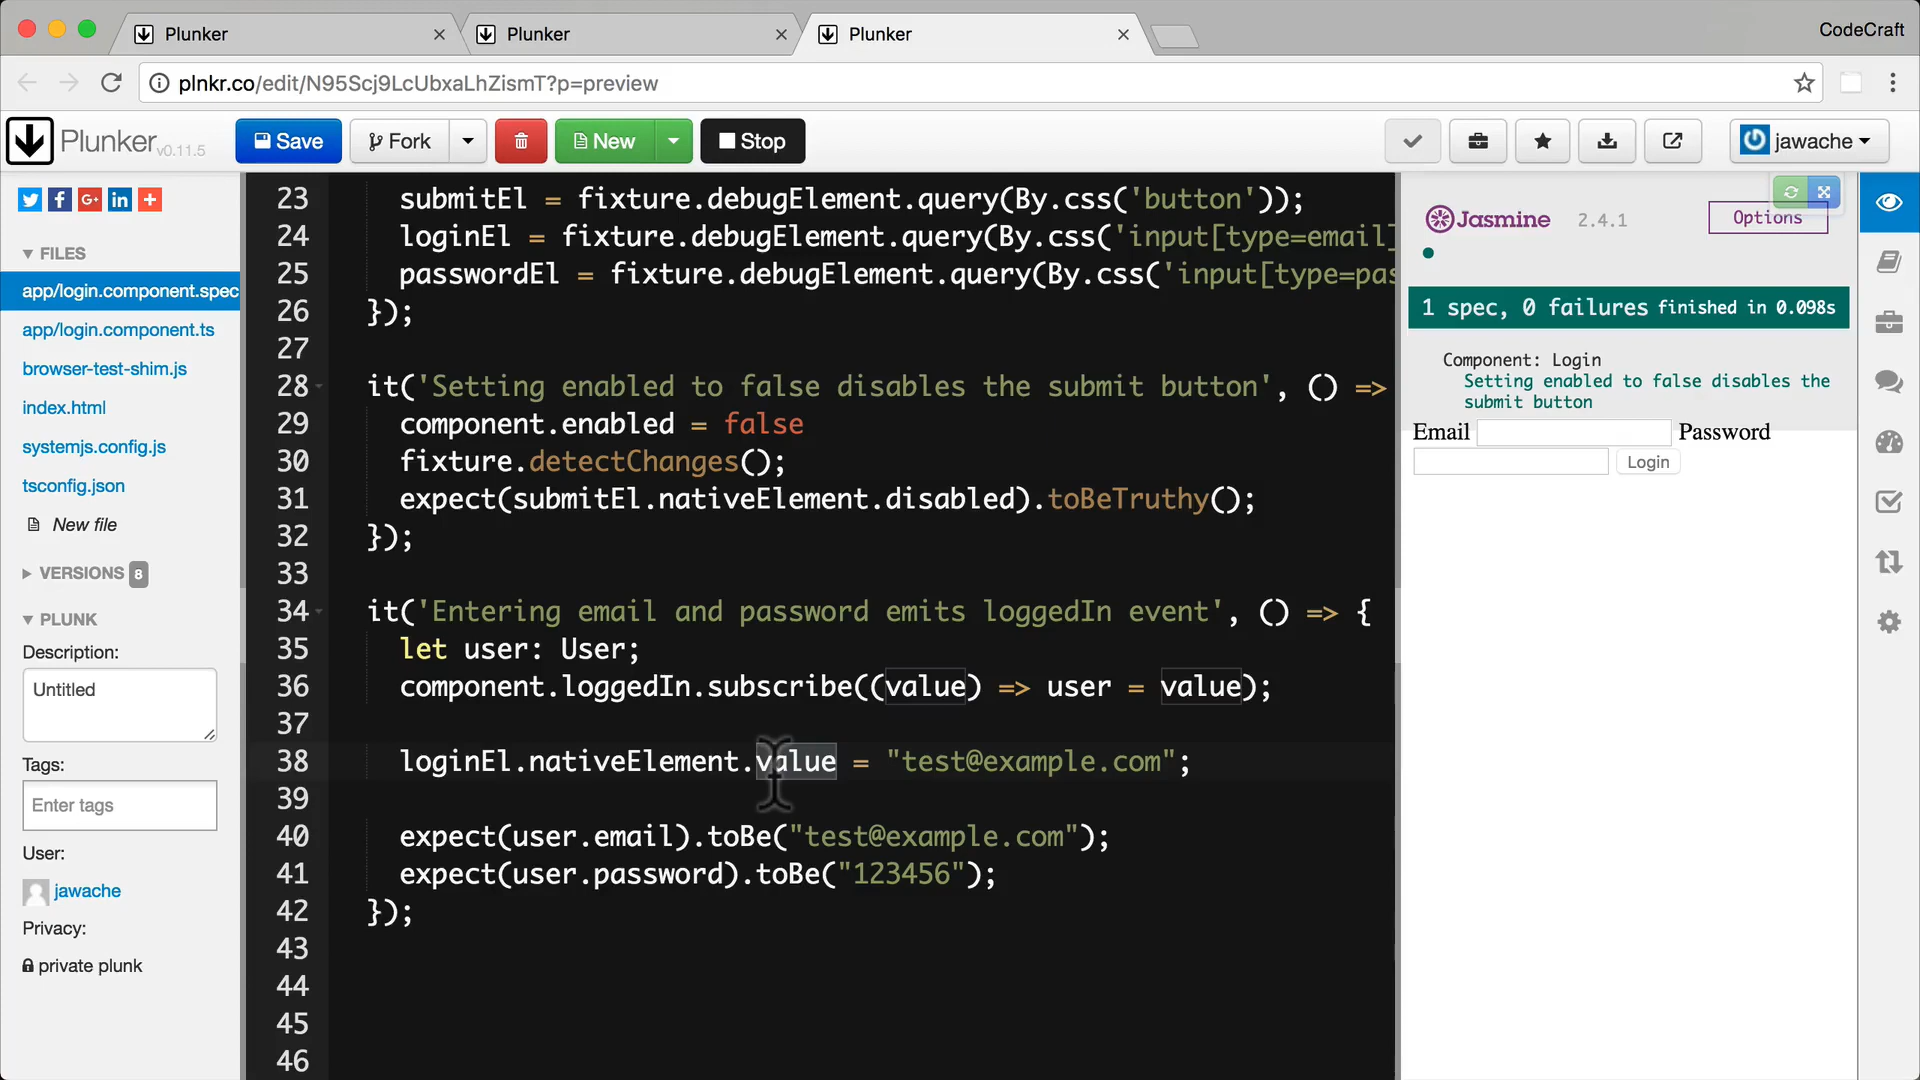 Plunker
Plunker
Plunker
CodeCraft
plnkr.co/edit/N95Scj9LcUbxaLhZismT?p=preview
Plunker v0.11.5
Save
Fork
New
Stop
jawache
FILES
app/login.component.spec
app/login.component.ts
browser-test-shim.js
index.html
systemjs.config.js
tsconfig.json
New file
VERSIONS 8
PLUNK
Description:
Untitled
Tags:
Enter tags
User:
jawache
Privacy:
private plunk
23 submitEl = fixture.debugElement.query(By.css('button'));
24 loginEl = fixture.debugElement.query(By.css('input[type=email]
25 passwordEl = fixture.debugElement.query(By.css('input[type=pas
26 });
27
28 it('Setting enabled to false disables the submit button', () =>
29 component.enabled = false
30 fixture.detectChanges();
31 expect(submitEl.nativeElement.disabled).toBeTruthy();
32 });
33
34 it('Entering email and password emits loggedIn event', () => {
35 let user: User;
36 component.loggedIn.subscribe((value) => user = value);
37
38 loginEl.nativeElement.value = "test@example.com";
39
40 expect(user.email).toBe("test@example.com");
41 expect(user.password).toBe("123456");
42 });
43
44
45
46
Jasmine 2.4.1
Options
1 spec, 0 failures finished in 0.098s
Component: Login
Setting enabled to false disables the
submit button
Email Password
Login